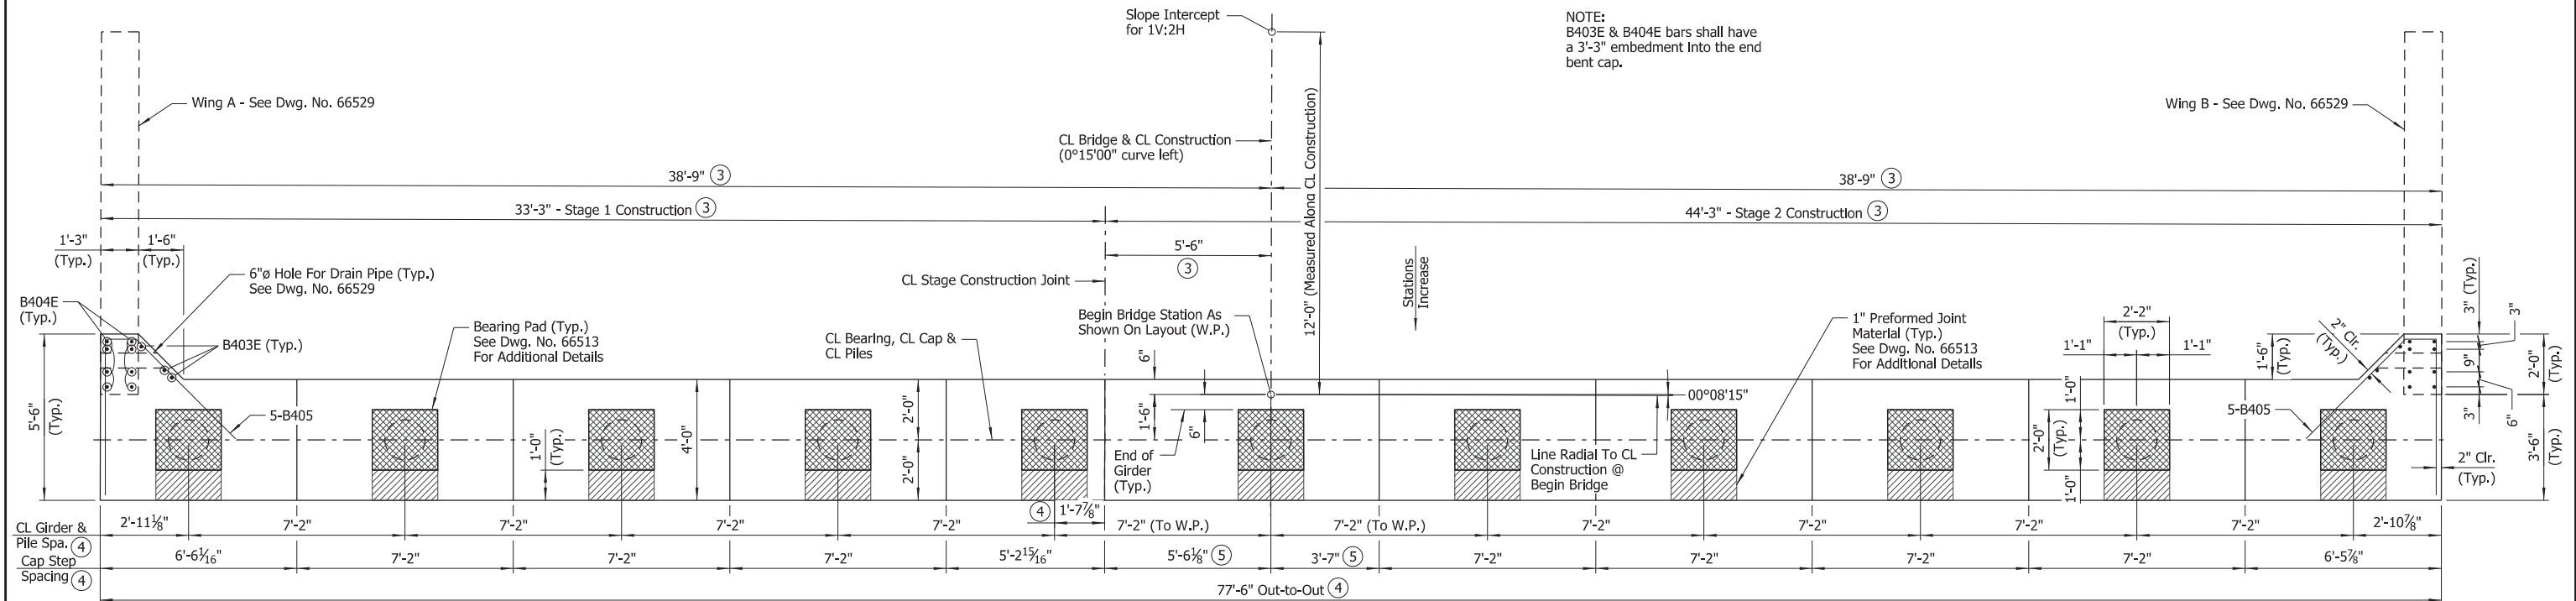 Slope Intercept
for 1V:2H
NOTE:
B403E & B404E bars shall have
a 3'-3" embedment into the end
bent cap.
Wing A - See Dwg. No. 66529
Wing B - See Dwg. No. 66529
CL Bridge & CL Construction
(0°15'00" curve left)
12'-0" (Measured Along CL Construction)
38'-9" 3
38'-9" 3
33'-3" - Stage 1 Construction 3
44'-3" - Stage 2 Construction 3
1'-3"
(Typ.)
1'-6"
(Typ.)
5'-6"
3
6"ø Hole For Drain Pipe (Typ.)
See Dwg. No. 66529
CL Stage Construction Joint
Stations
Increase
B404E
(Typ.)
B403E (Typ.)
Bearing Pad (Typ.)
See Dwg. No. 66513
For Additional Details
CL Bearing, CL Cap &
CL Piles
Begin Bridge Station As
Shown On Layout (W.P.)
1" Preformed Joint
Material (Typ.)
See Dwg. No. 66513
For Additional Details
2'-2"
(Typ.)
1'-1"
1'-1"
1'-6"
(Typ.)
2" Clr.
(Typ.)
3" (Typ.)
3"
9"
2'-0"
(Typ.)
3"
6"
3'-6"
(Typ.)
2" Clr.
(Typ.)
5'-6"
(Typ.)
5-B405
1'-0"
(Typ.)
4'-0"
2'-0"
2'-0"
6"
1'-6"
6"
End of
Girder
(Typ.)
00°08'15"
Line Radial To CL
Construction @
Begin Bridge
1'-0"
2'-0"
(Typ.)
1'-0"
5-B405
CL Girder &
Pile Spa. 4
2'-11⅛"
7'-2"
7'-2"
7'-2"
7'-2"
4
1'-7⅞"
7'-2" (To W.P.)
7'-2" (To W.P.)
7'-2"
7'-2"
7'-2"
7'-2"
2'-10⅞"
Cap Step
Spacing 4
6'-6 1/16"
7'-2"
7'-2"
7'-2"
5'-2 15/16"
5'-6⅛" 5
3'-7" 5
7'-2"
7'-2"
7'-2"
7'-2"
6'-5⅞"
77'-6" Out-to-Out 4